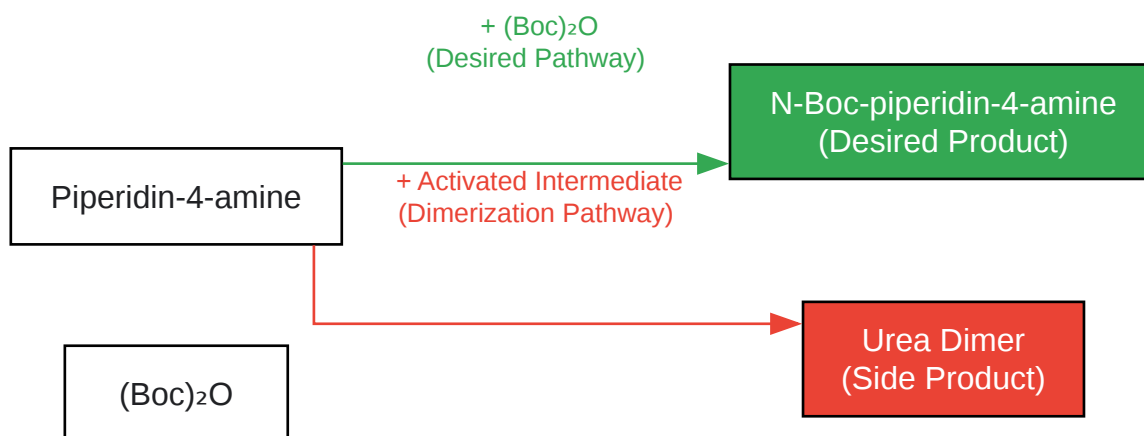 + (Boc)₂O
(Desired Pathway)
N-Boc-piperidin-4-amine
(Desired Product)
Piperidin-4-amine
+ Activated Intermediate
(Dimerization Pathway)
Urea Dimer
(Side Product)
(Boc)₂O